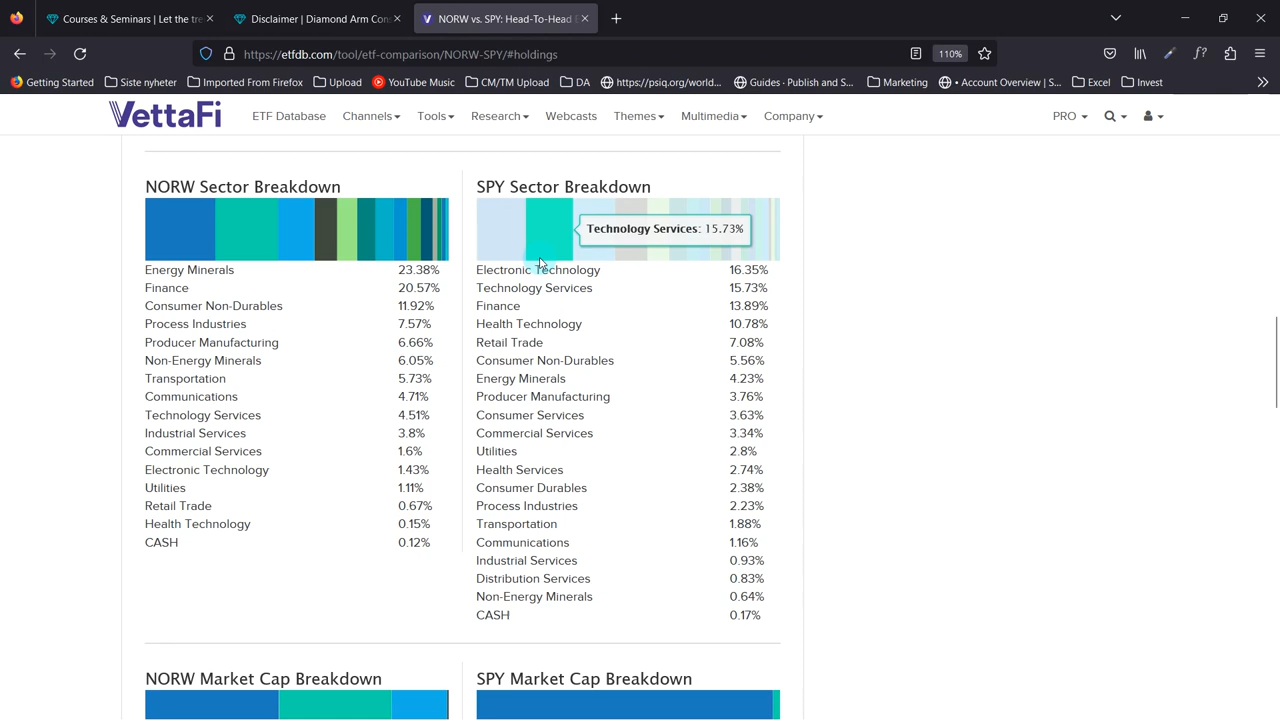 Courses & Seminars | Let the tre
Disclaimer | Diamond Arm Con
NORW vs. SPY: Head-To-Head E
https://etfdb.com/tool/etf-comparison/NORW-SPY/#holdings
110%
Getting Started
Siste nyheter
Imported From Firefox
Upload
YouTube Music
CM/TM Upload
DA
https://psiq.org/world...
Guides · Publish and S...
Marketing
• Account Overview | S...
Excel
Invest
VettaFi
ETF Database
Channels
Tools
Research
Webcasts
Themes
Multimedia
Company
PRO
NORW Sector Breakdown
Energy Minerals 23.38%
Finance 20.57%
Consumer Non-Durables 11.92%
Process Industries 7.57%
Producer Manufacturing 6.66%
Non-Energy Minerals 6.05%
Transportation 5.73%
Communications 4.71%
Technology Services 4.51%
Industrial Services 3.8%
Commercial Services 1.6%
Electronic Technology 1.43%
Utilities 1.11%
Retail Trade 0.67%
Health Technology 0.15%
CASH 0.12%
SPY Sector Breakdown
Technology Services: 15.73%
Electronic Technology 16.35%
Technology Services 15.73%
Finance 13.89%
Health Technology 10.78%
Retail Trade 7.08%
Consumer Non-Durables 5.56%
Energy Minerals 4.23%
Producer Manufacturing 3.76%
Consumer Services 3.63%
Commercial Services 3.34%
Utilities 2.8%
Health Services 2.74%
Consumer Durables 2.38%
Process Industries 2.23%
Transportation 1.88%
Communications 1.16%
Industrial Services 0.93%
Distribution Services 0.83%
Non-Energy Minerals 0.64%
CASH 0.17%
NORW Market Cap Breakdown
SPY Market Cap Breakdown